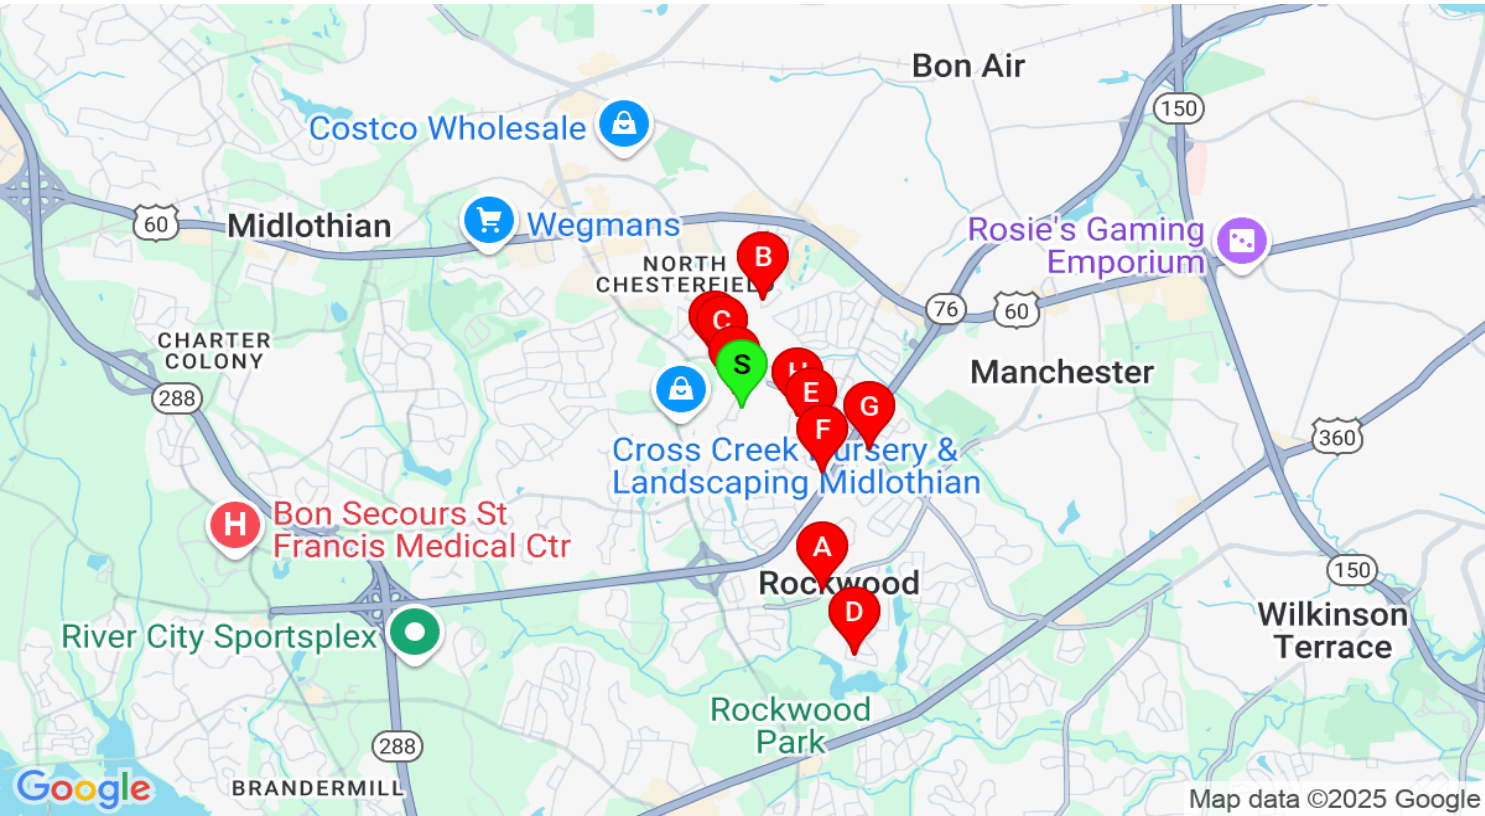 Bon Air
150
Costco Wholesale
60
Midlothian
Wegmans
Rosie's Gaming
Emporium
B
NORTH
CHESTERFIELD
76
60
C
CHARTER
COLONY
S
Manchester
288
H
E
G
F
360
Cross Creek Nursery &
Landscaping Midlothian
H
Bon Secours St
Francis Medical Ctr
A
150
Rockwood
D
Wilkinson
Terrace
River City Sportsplex
Rockwood
Park
288
BRANDERMILL
Google
Map data ©2025 Google